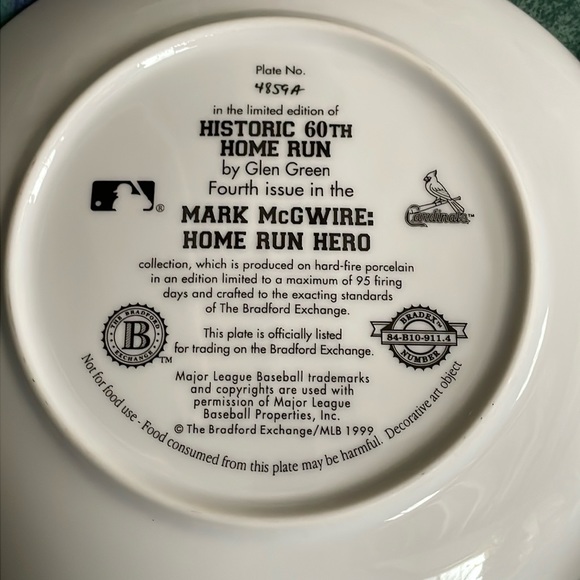 Plate No.
4859A
in the limited edition of
HISTORIC 60TH
HOME RUN
by Glen Green
Fourth issue in the
MARK McGWIRE:
HOME RUN HERO
collection, which is produced on hard-fire porcelain
in an edition limited to a maximum of 95 firing
days and crafted to the exacting standards
of The Bradford Exchange.
This plate is officially listed
for trading on the Bradford Exchange.
Major League Baseball trademarks
and copyrights are used with
permission of Major League
Baseball Properties, Inc.
© The Bradford Exchange/MLB 1999
Not for food use - Food consumed from this plate may be harmful. Decorative art object
®
Cardinals™
THE BRADFORD
B
EXCHANGE
™
BRADEX™
84-B10-911.4
NUMBER